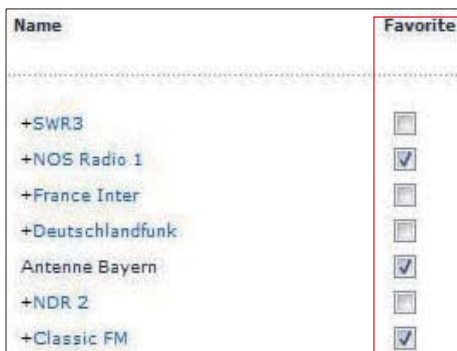 Name Favorite
+SWR3
+NOS Radio 1
+France Inter
+Deutschlandfunk
Antenne Bayern
+NDR 2
+Classic FM